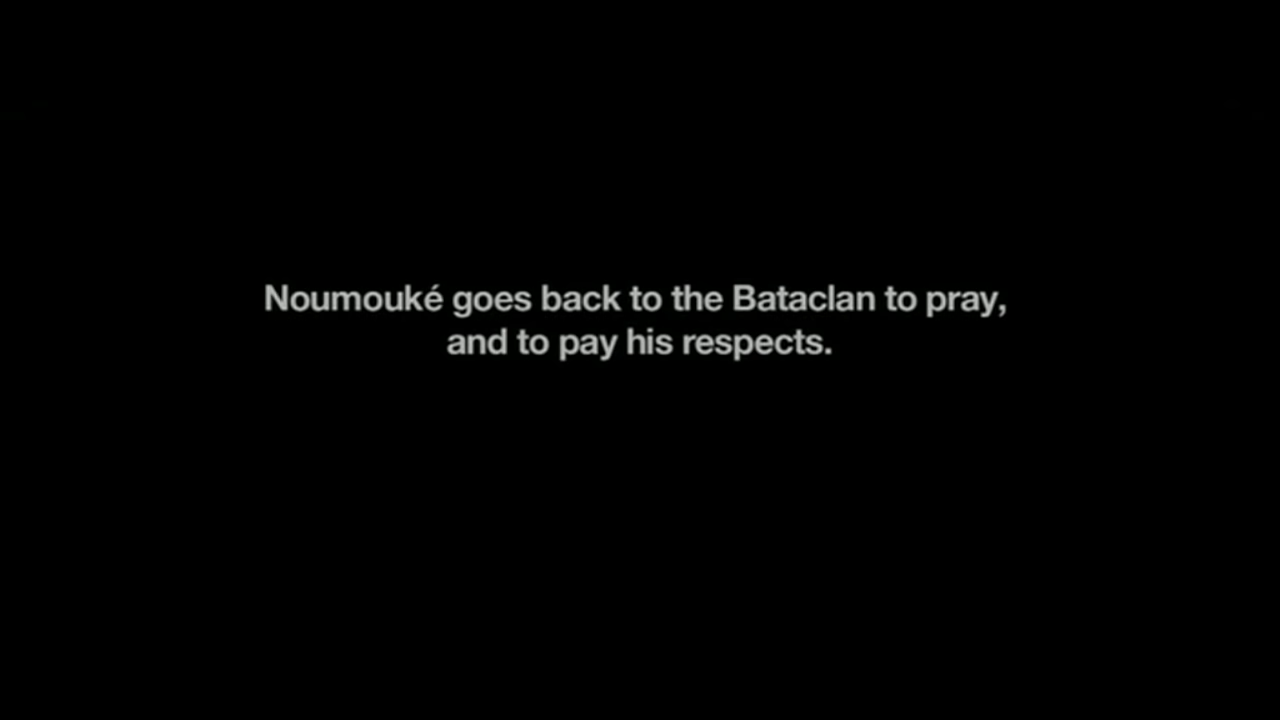 Noumouké goes back to the Bataclan to pray,
and to pay his respects.